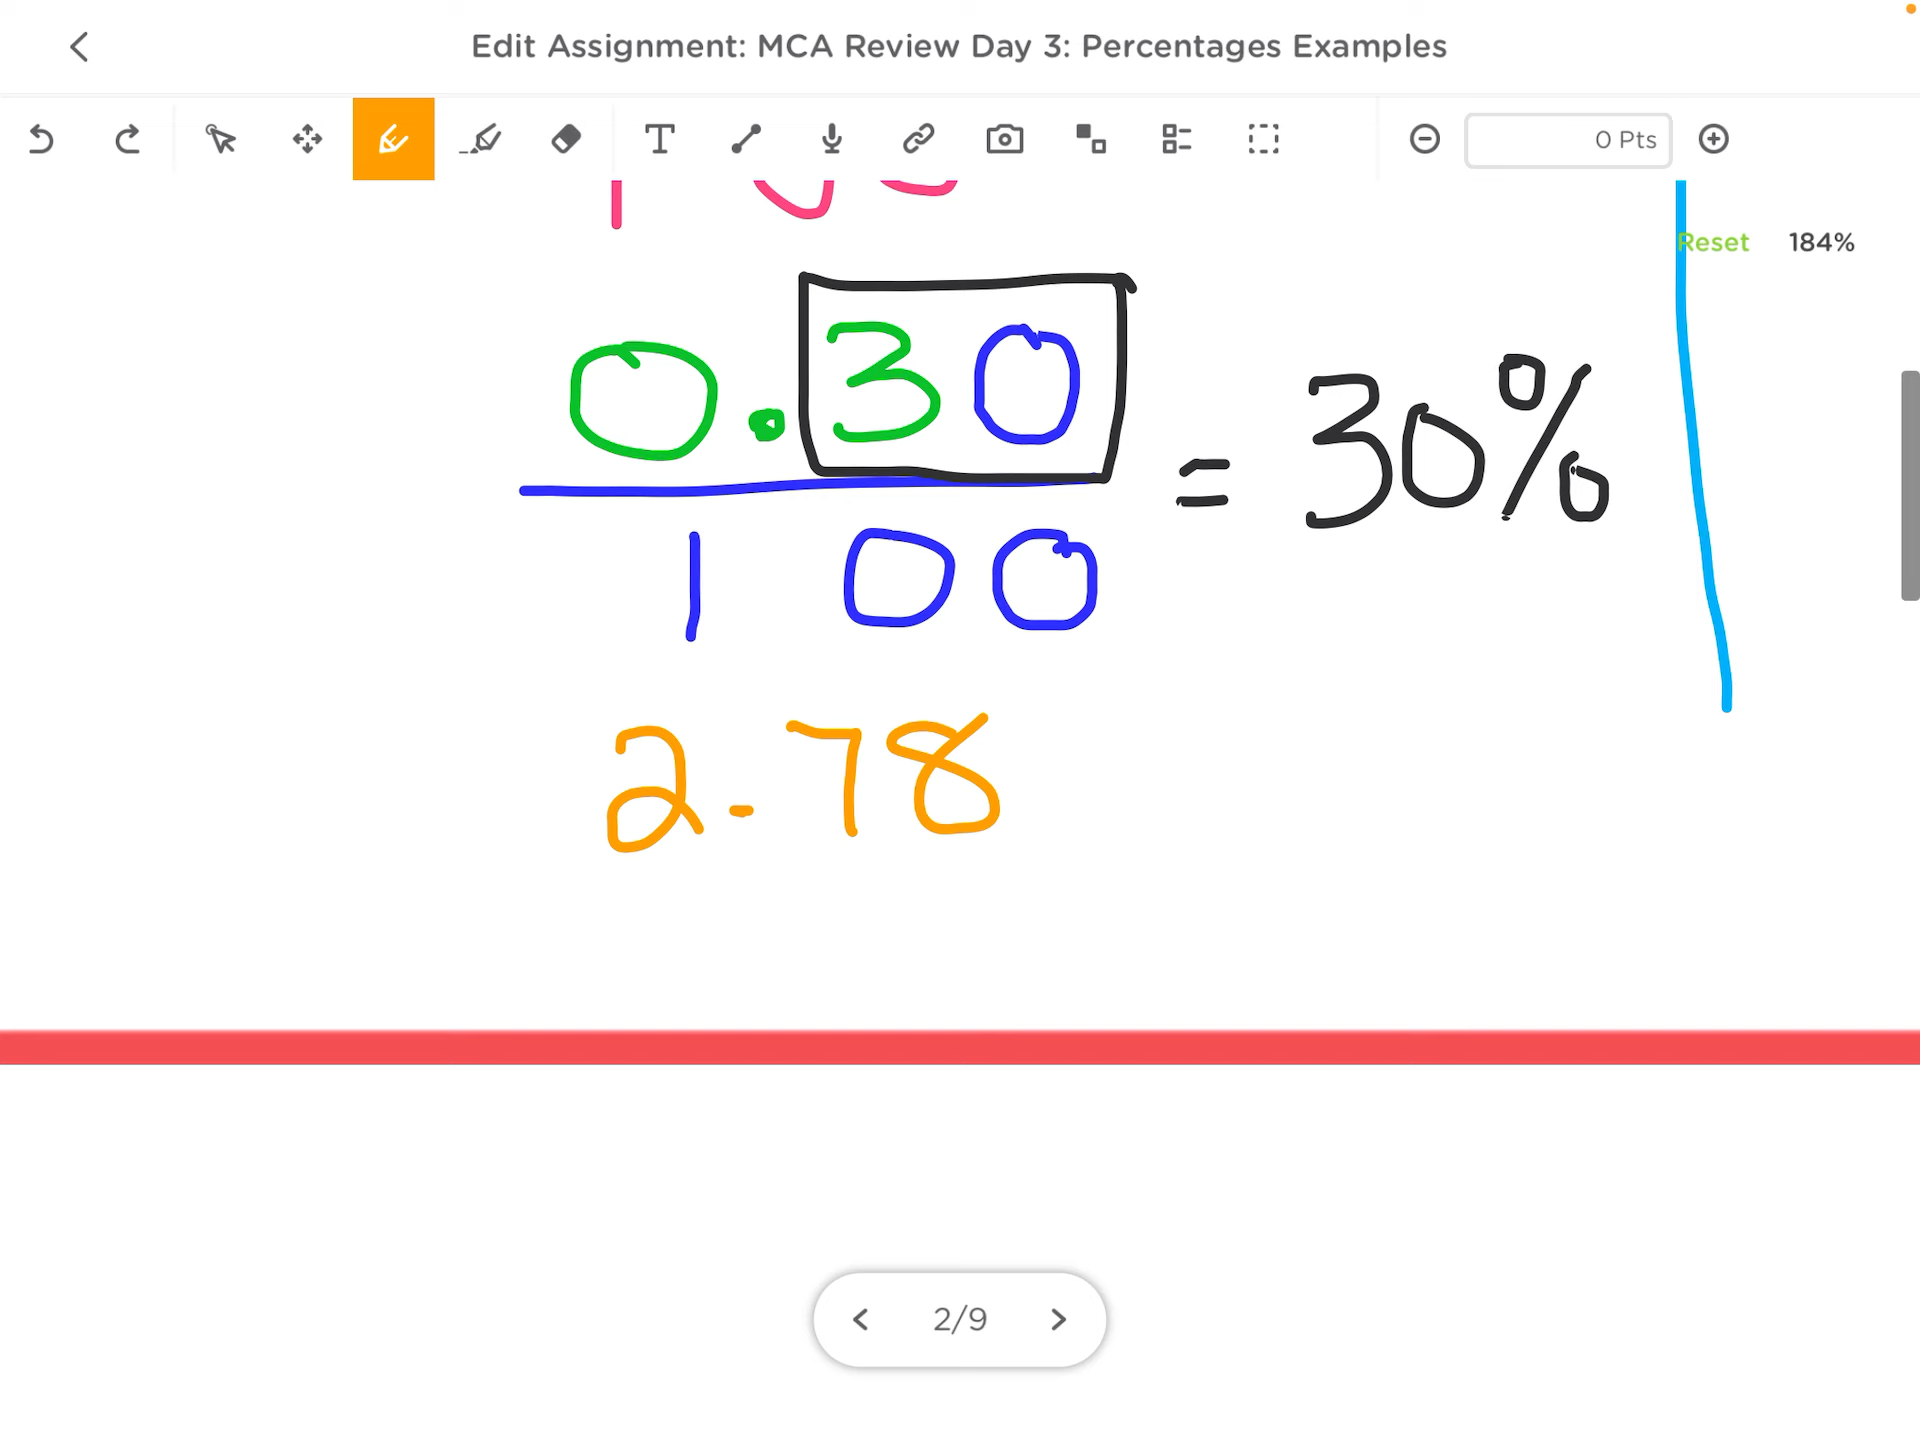 Edit Assignment: MCA Review Day 3: Percentages Examples
T
0 Pts
Reset 184%
0.30
= 30%
100
2.78
2/9